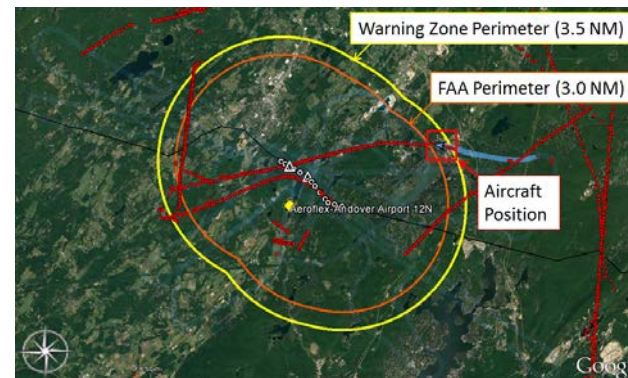 Warning Zone Perimeter (3.5 NM)
FAA Perimeter (3.0 NM)
Aircraft
Position
Aeroflex-Andover Airport 12N
Goog